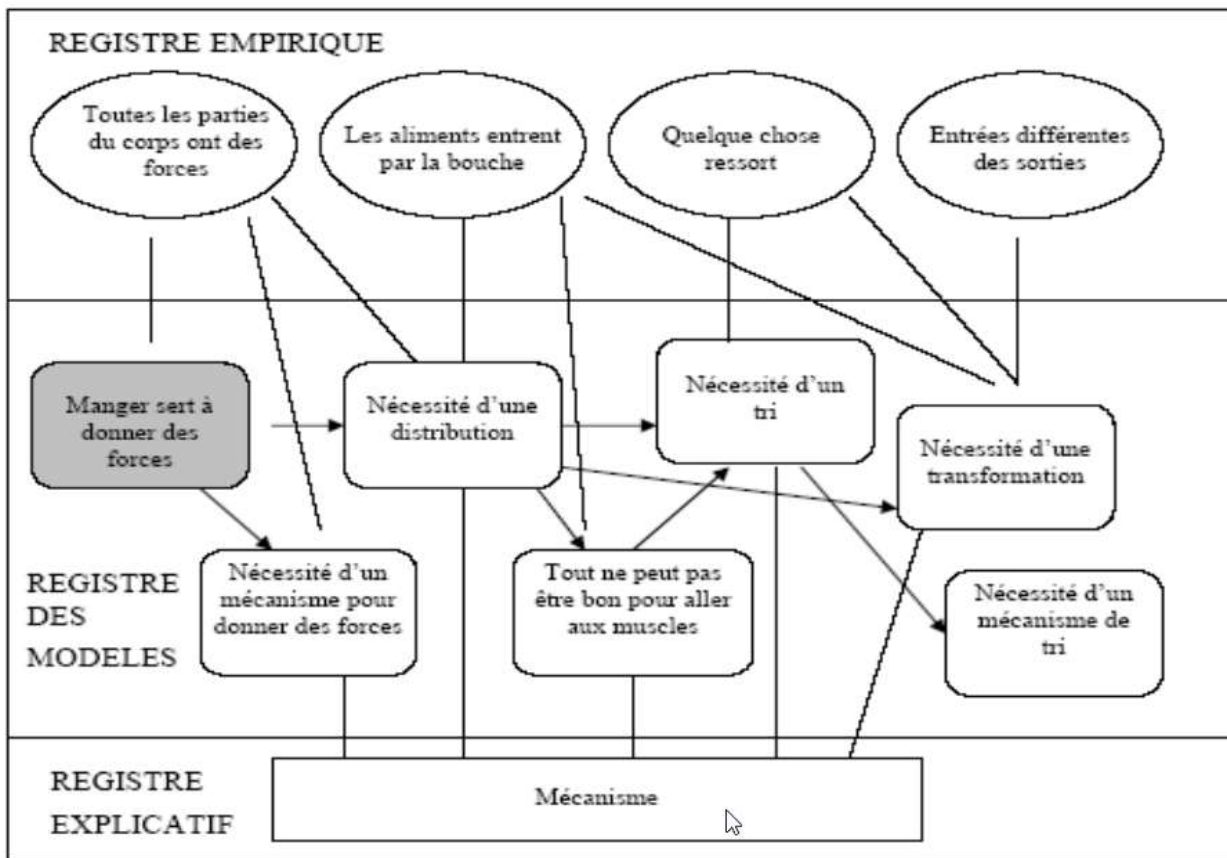 REGISTRE EMPIRIQUE
Toutes les parties
du corps ont des
forces
Les aliments entrent
par la bouche
Quelque chose
ressort
Entrées différentes
des sorties
Manger sert à
donner des
forces
Nécessité d'une
distribution
Nécessité d'un
tri
Nécessité d'une
transformation
REGISTRE
DES
MODELES
Nécessité d'un
mécanisme pour
donner des forces
Tout ne peut pas
être bon pour aller
aux muscles
Nécessité d'un
mécanisme de
tri
REGISTRE
EXPLICATIF
Mécanisme